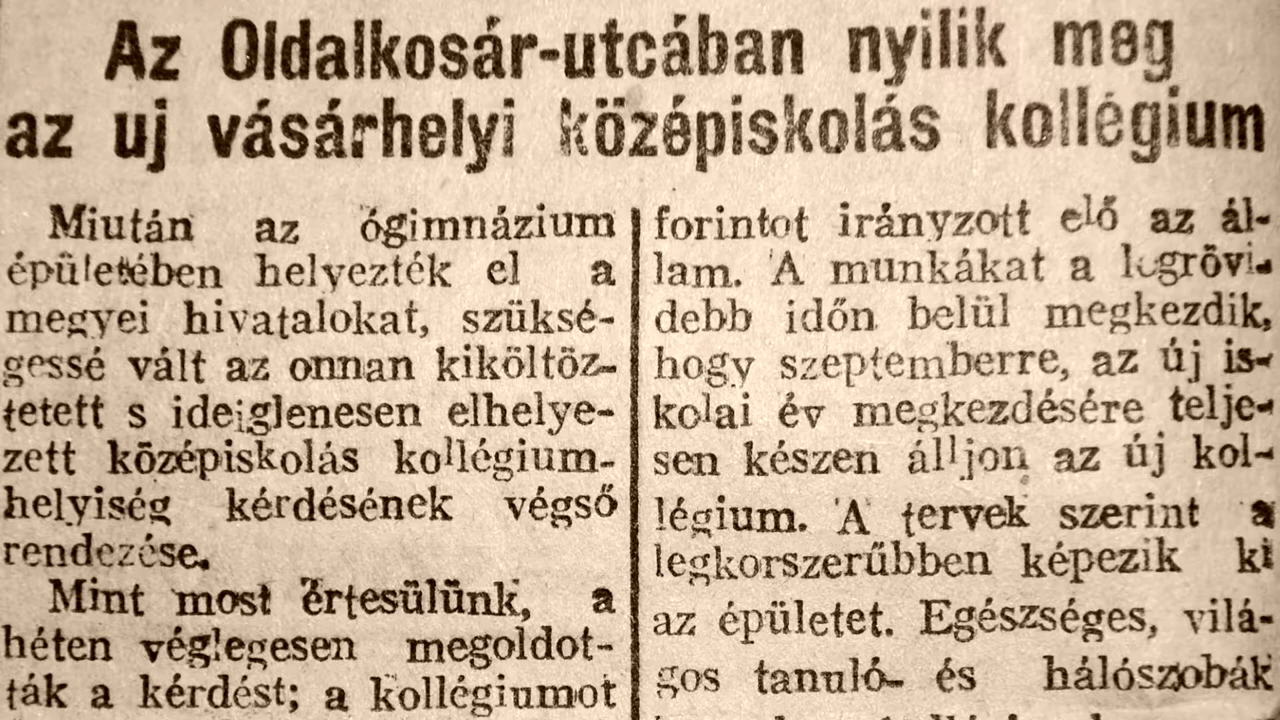 Az Oldalkosár-utcában nyilik meg
az uj vásárhelyi középiskolás kollégium
Miután az ógimnázium
épületében helyezték el a
megyei hivatalokat, szüksé-
gessé vált az onnan kiköltöz-
tetett s ideiglenesen elhelye-
zett középiskolás kollégium-
helyiség kérdésének végső
rendezése.
Mint most értesülünk, a
héten véglegesen megoldot-
ták a kérdést; a kollégiumot
forintot irányzott elő az ál-
lam. A munkákat a legrövi-
debb időn belül megkezdik,
hogy szeptemberre, az új is-
kolai év megkezdésére telje-
sen készen álljon az új kol-
légium. A tervek szerint a
legkorszerűbben képezik ki
az épületet. Egészséges, vilá-
gos tanuló- és hálószobák